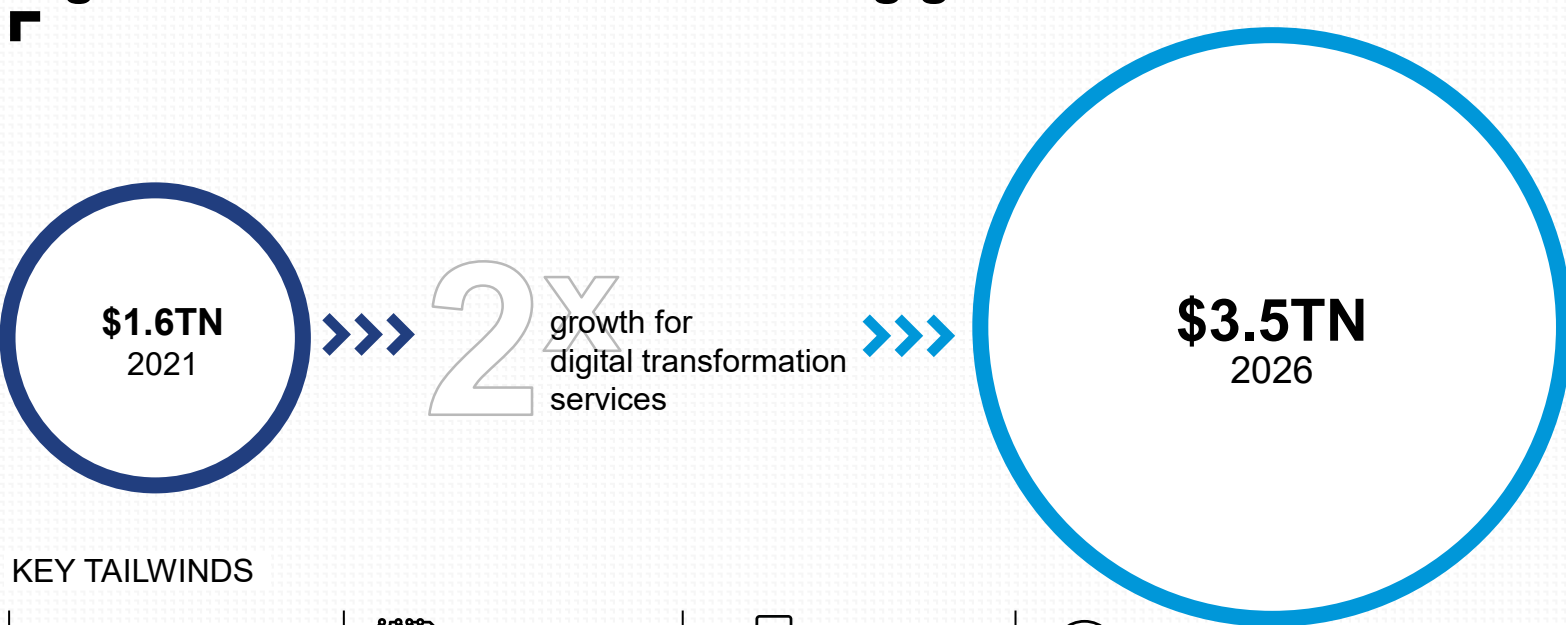 $1.6TN
2021
2x
growth for
digital transformation
services
$3.5TN
2026
KEY TAILWINDS